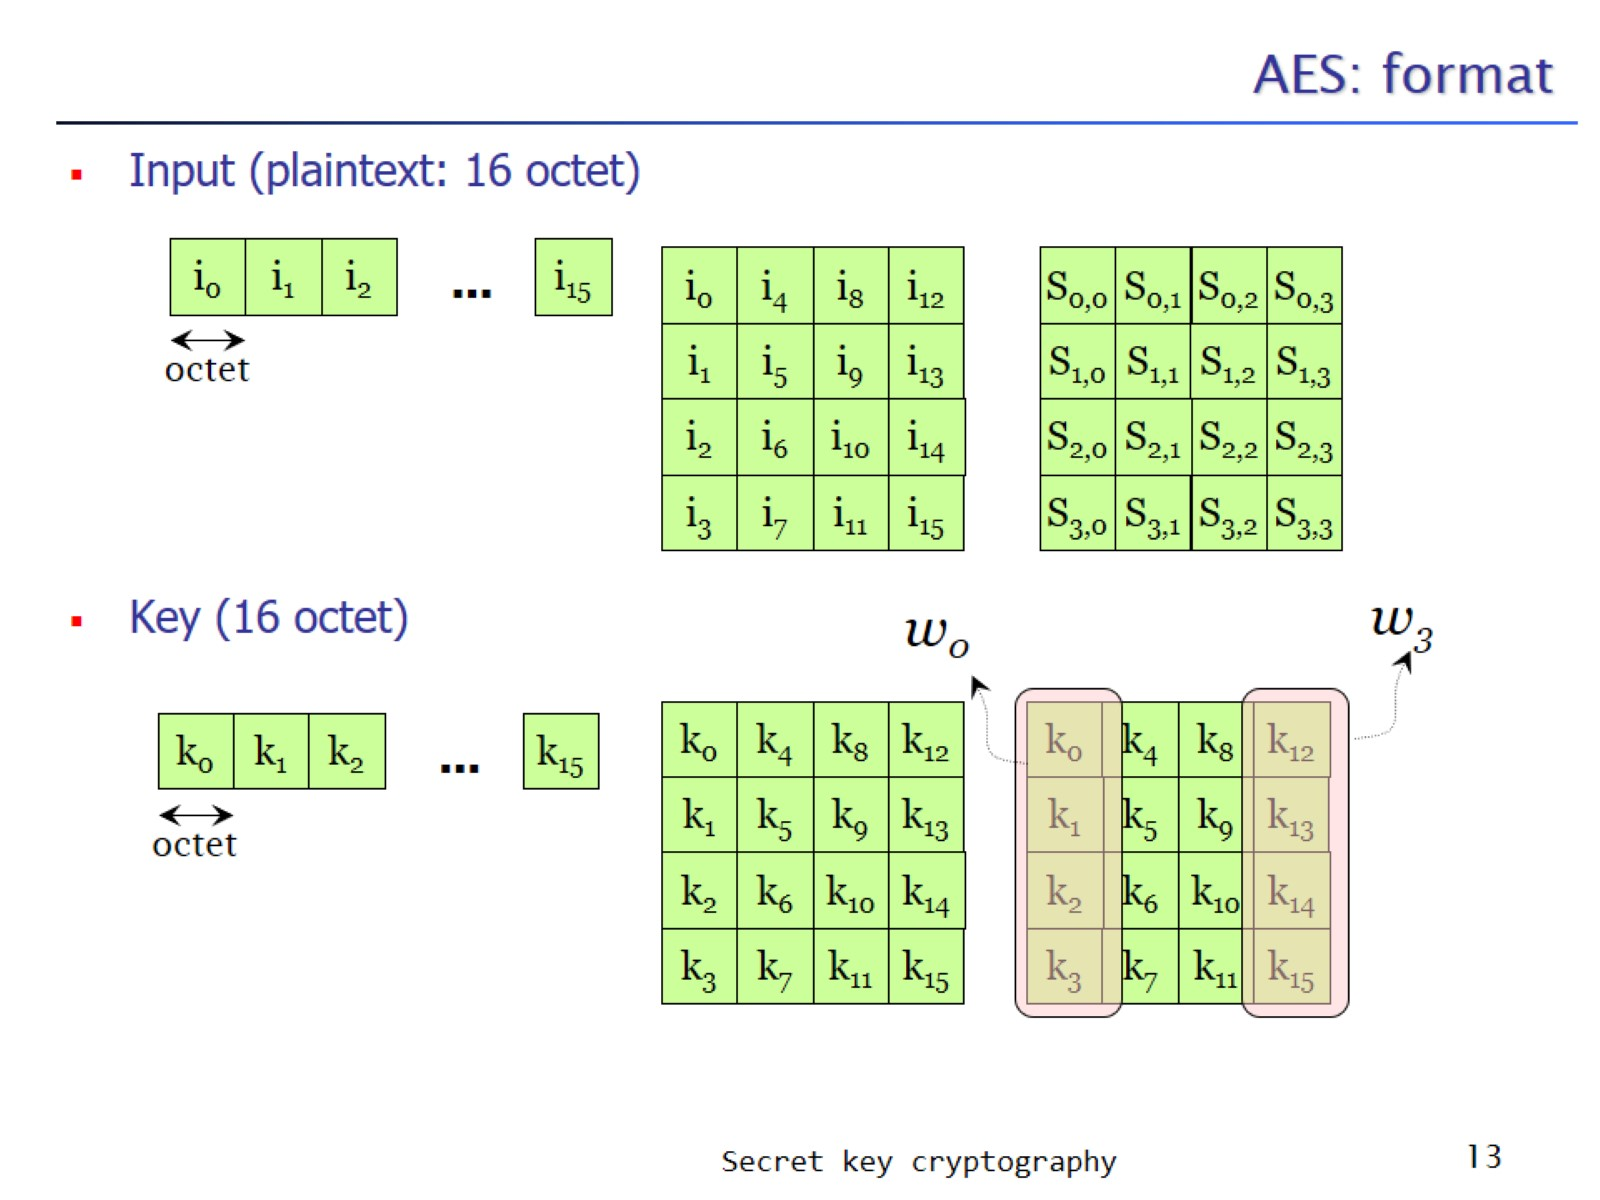 AES: format
Input (plaintext: 16 octet)
i0 i1 i2 ... i15
octet
i0 i4 i8 i12
i1 i5 i9 i13
i2 i6 i10 i14
i3 i7 i11 i15
S0,0 S0,1 S0,2 S0,3
S1,0 S1,1 S1,2 S1,3
S2,0 S2,1 S2,2 S2,3
S3,0 S3,1 S3,2 S3,3
Key (16 octet)
k0 k1 k2 ... k15
octet
k0 k4 k8 k12
k1 k5 k9 k13
k2 k6 k10 k14
k3 k7 k11 k15
w0 w3
k0 k4 k8 k12
k1 k5 k9 k13
k2 k6 k10 k14
k3 k7 k11 k15
Secret key cryptography
13